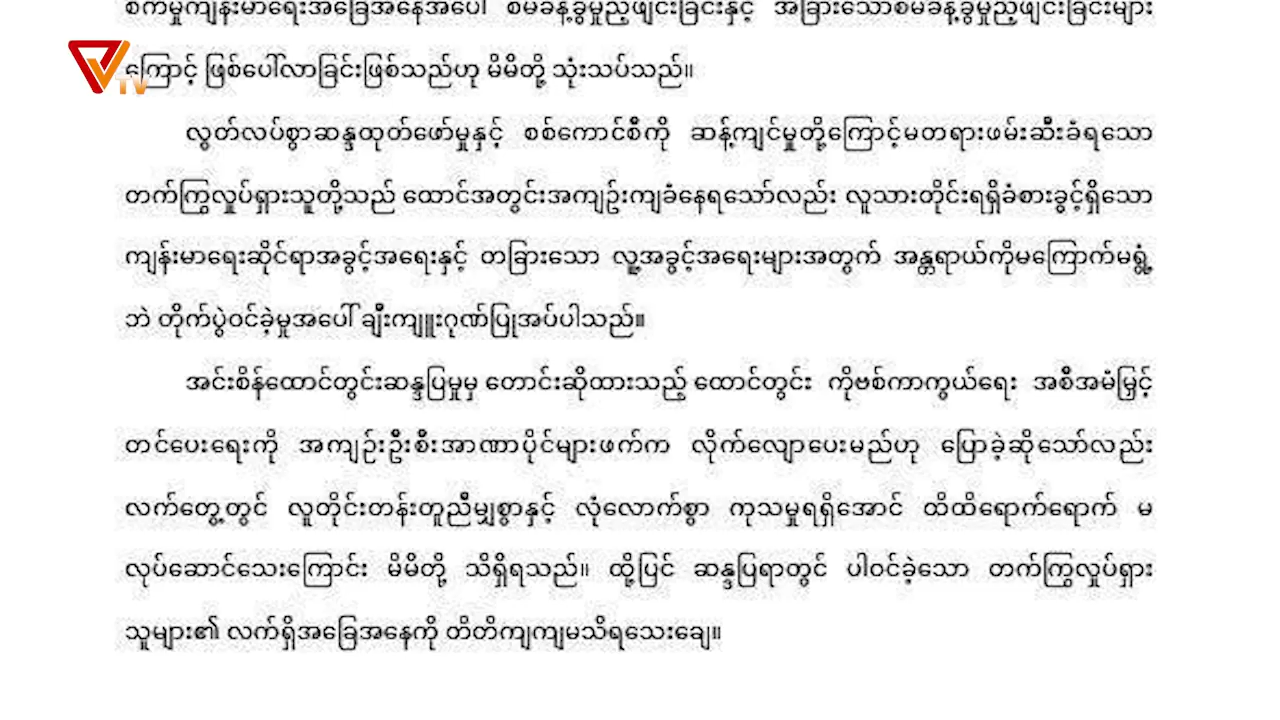 စက်မှုကျန်းမာရေးအခြေအနေအပေါ် စီမံခန့်ခွဲမှုညံ့ဖျင်းခြင်းနှင့် အခြားသောစီမံခန့်ခွဲမှုညံ့ဖျင်းခြင်းများ
ကြောင့် ဖြစ်ပေါ်လာခြင်းဖြစ်သည်ဟု မိမိတို့ သုံးသပ်သည်။
TV
လွတ်လပ်စွာဆန္ဒထုတ်ဖော်မှုနှင့် စစ်ကောင်စီကို ဆန့်ကျင်မှုတို့ကြောင့်မတရားဖမ်းဆီးခံရသော
တက်ကြွလှုပ်ရှားသူတို့သည် ထောင်အတွင်းအကျဥ်းကျခံနေရသော်လည်း လူသားတိုင်းရရှိခံစားခွင့်ရှိသော
ကျန်းမာရေးဆိုင်ရာအခွင့်အရေးနှင့် တခြားသော လူ့အခွင့်အရေးများအတွက် အန္တရာယ်ကိုမကြောက်မရွံ့
ဘဲ တိုက်ပွဲဝင်ခဲ့မှုအပေါ် ချီးကျူးဂုဏ်ပြုအပ်ပါသည်။
အင်းစိန်ထောင်တွင်းဆန္ဒပြမှုမှ တောင်းဆိုထားသည့် ထောင်တွင်း ကိုဗစ်ကာကွယ်ရေး အစီအမံမြှင့်
တင်ပေးရေးကို အကျဉ်းဦးစီးအာဏာပိုင်များဖက်က လိုက်လျောပေးမည်ဟု ပြောခဲ့ဆိုသော်လည်း
လက်တွေ့တွင် လူတိုင်းတန်းတူညီမျှစွာနှင့် လုံလောက်စွာ ကုသမှုရရှိအောင် ထိထိရောက်ရောက် မ
လုပ်ဆောင်သေးကြောင်း မိမိတို့ သိရှိရသည်။ ထို့ပြင် ဆန္ဒပြရာတွင် ပါဝင်ခဲ့သော တက်ကြွလှုပ်ရှား
သူများ၏ လက်ရှိအခြေအနေကို တိတိကျကျမသိရသေးချေ။